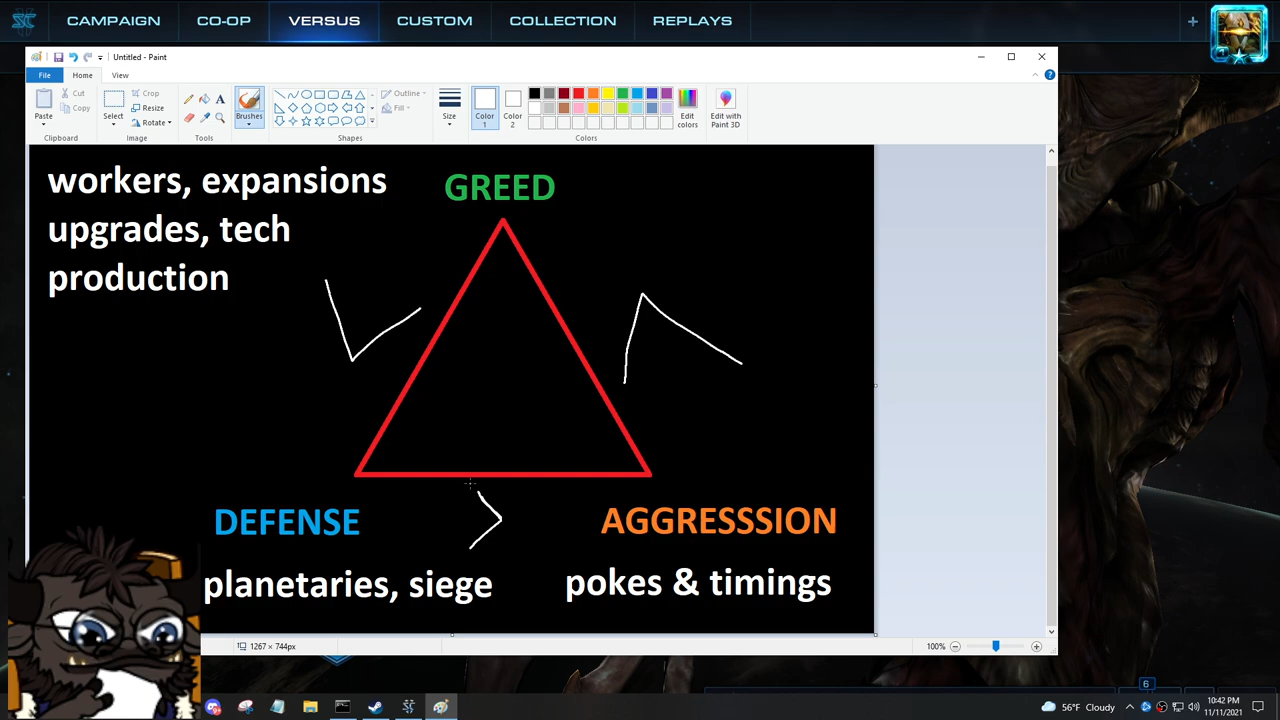 CAMPAIGN CO-OP VERSUS CUSTOM COLLECTION REPLAYS
Untitled - Paint
File Home View
Paste Cut Copy
Select Crop Resize Rotate
Brushes
Outline Fill
Size
Color 1
Color 2
Edit colors
Edit with Paint 3D
Clipboard Image Tools Shapes Colors
workers, expansions
upgrades, tech
production
GREED
DEFENSE
AGGRESSSION
planetaries, siege
pokes & timings
1267 × 744px
100%
6
56°F Cloudy
10:42 PM
11/11/2021